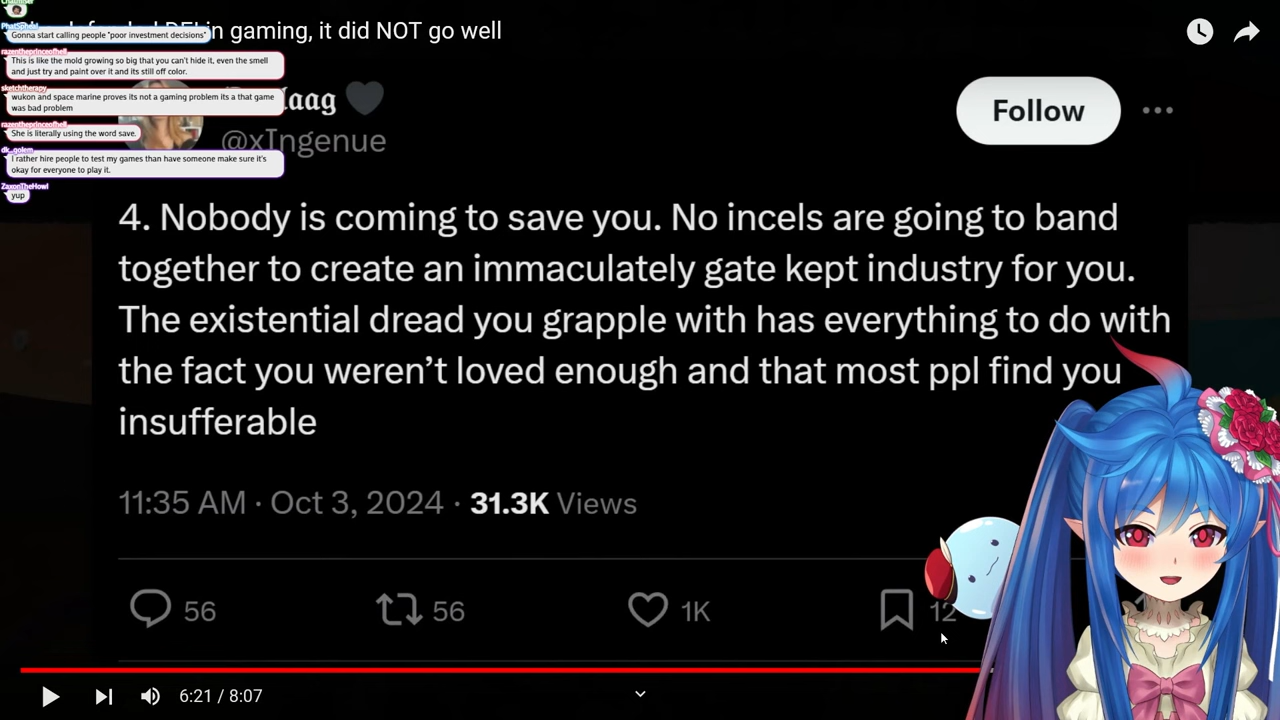 Gonna start calling people "poor investment decisions"
in gaming, it did NOT go well
razentheprinceofhell
This is like the mold growing so big that you can't hide it, even the smell
and just try and paint over it and its still off color.
sketchtherapy
wukon and space marine proves its not a gaming problem its a that game
was bad problem
razentheprinceofhell
She is literally using the word save.
dk_golem
I rather hire people to test my games than have someone make sure it's
okay for everyone to play it.
ZaxonTheHowl
yup
@xIngenue
Follow
4. Nobody is coming to save you. No incels are going to band
together to create an immaculately gate kept industry for you.
The existential dread you grapple with has everything to do with
the fact you weren't loved enough and that most ppl find you
insufferable
11:35 AM · Oct 3, 2024 · 31.3K Views
56
56
1K
12
6:21 / 8:07